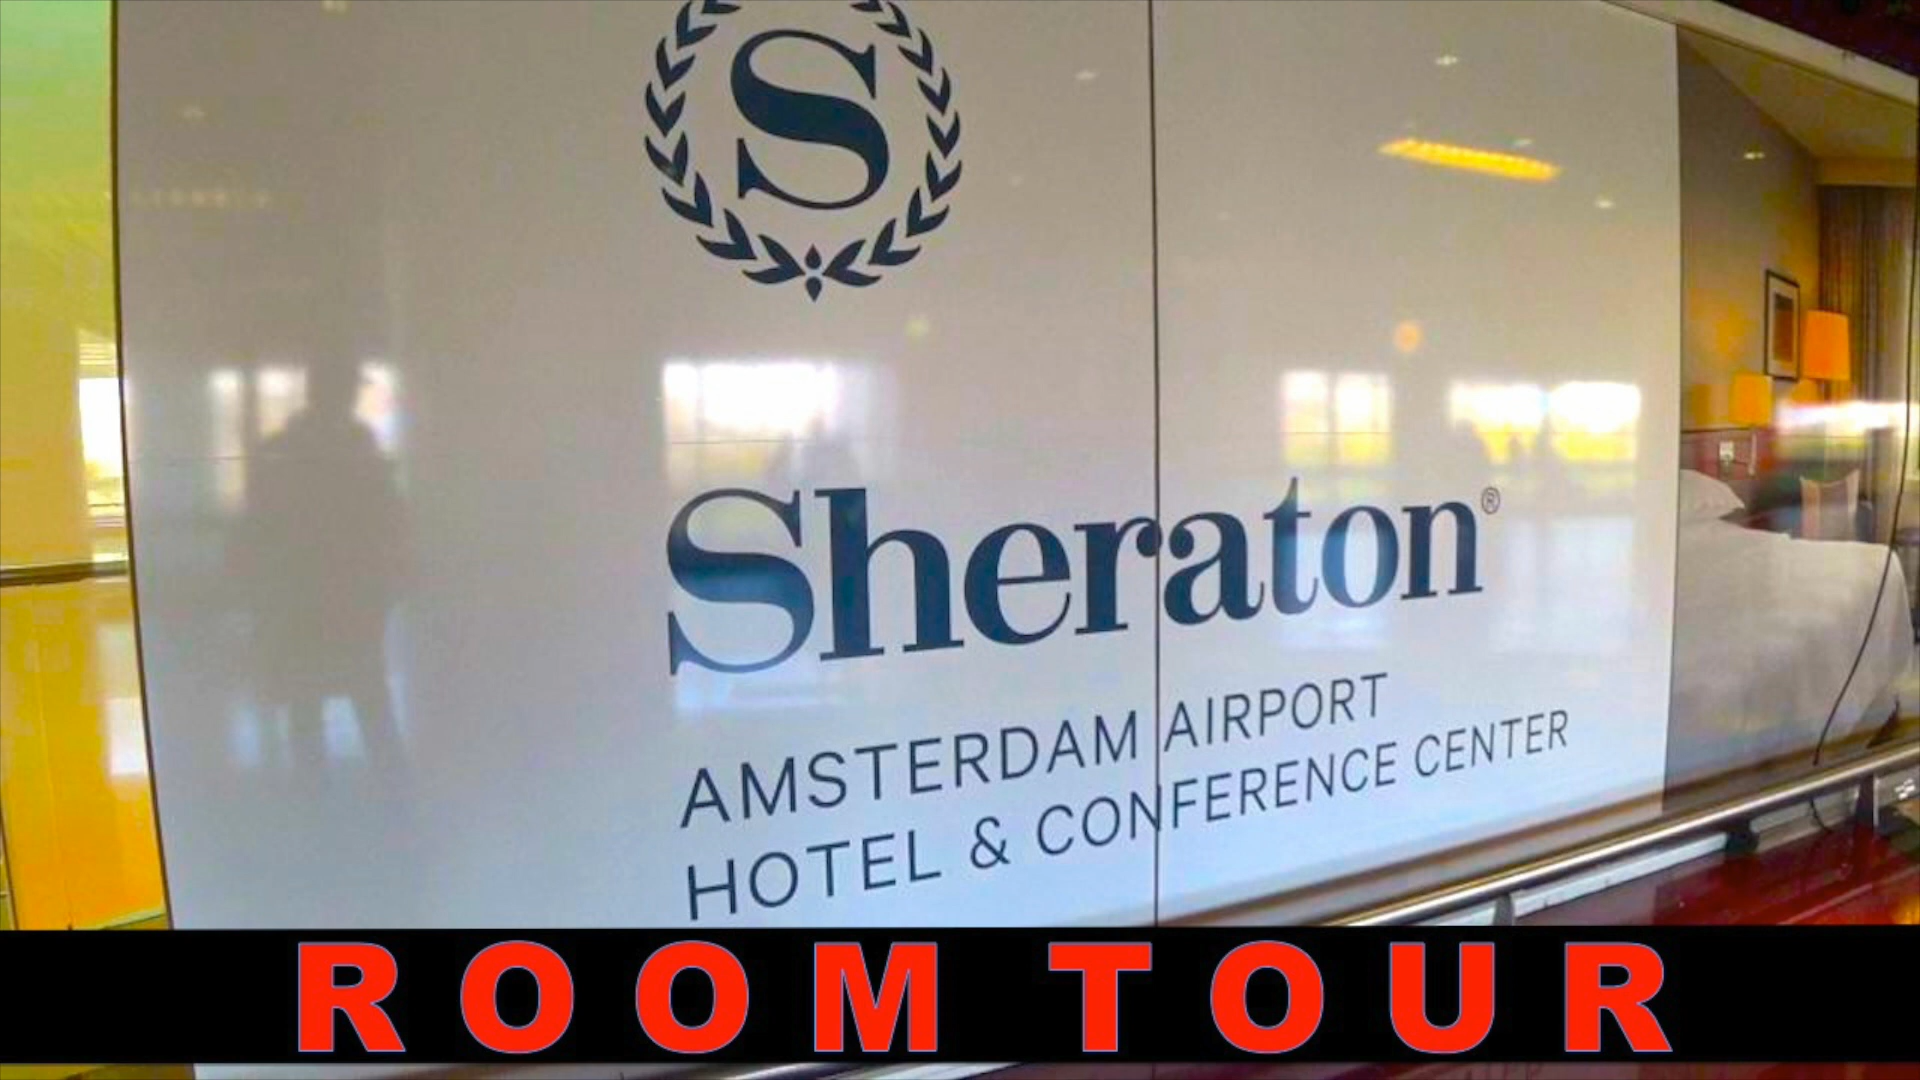 S
Sheraton®
AMSTERDAM AIRPORT
HOTEL & CONFERENCE CENTER
ROOM TOUR